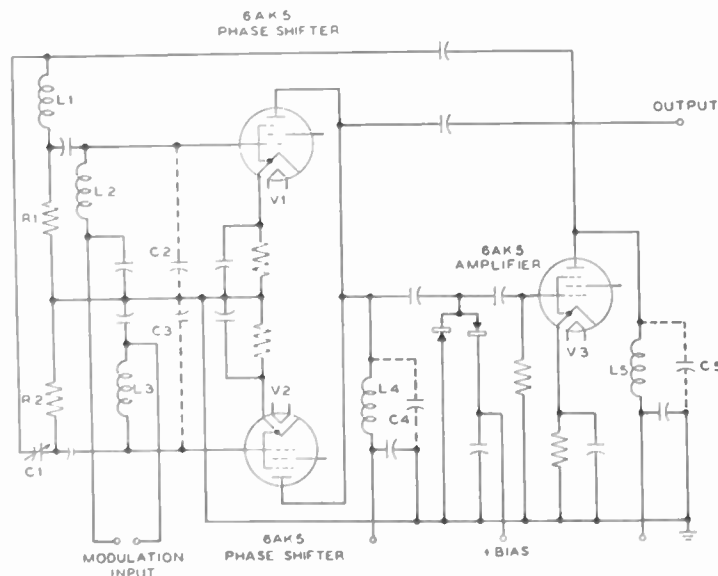 6AK5
PHASE SHIFTER
L1
OUTPUT
L2
V1
R1
C2
6AK5
AMPLIFIER
C3
V3
L3
V2
L4
C4
L5
C5
R2
C1
MODULATION
INPUT
6AK5
PHASE SHIFTER
+ BIAS